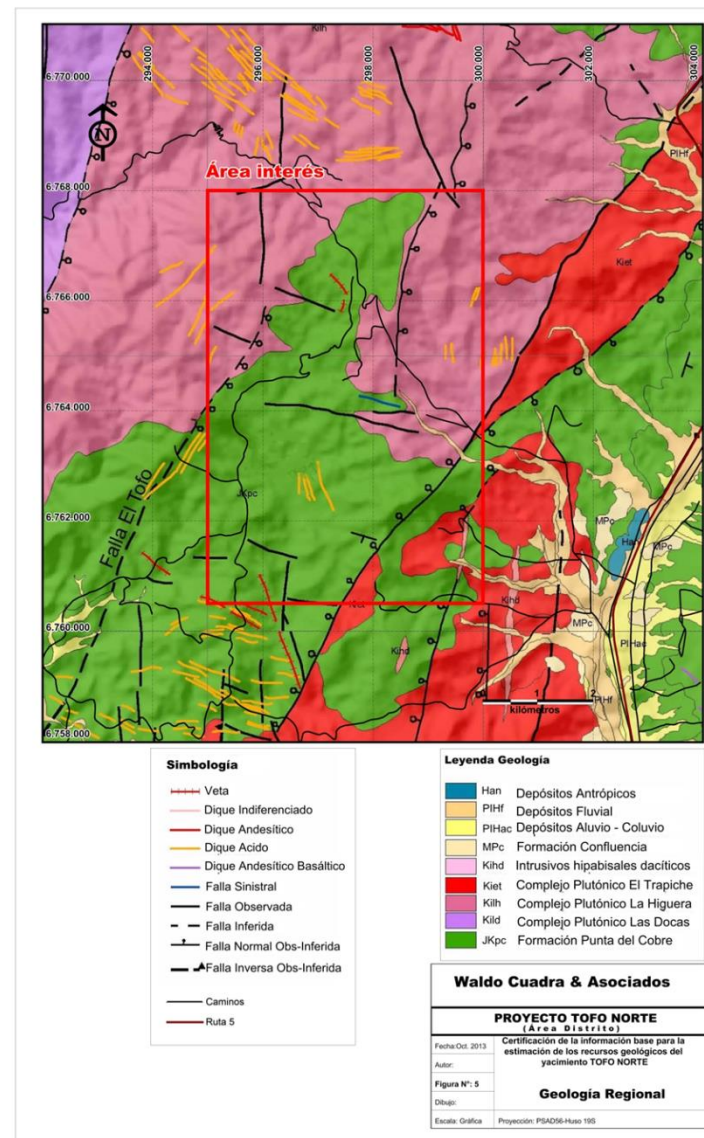 294.000 296.000 298.000 300.000 302.000 304.000
Kilh
6.770.000
N
PlHf
6.768.000
Área interés
Kiet
6.766.000
6.764.000
Falla El Tofo
JKpc
6.762.000
MPc
Han
MPc
Kiet
Kihd
6.760.000
Kihd
MPc
PlHac
1 2
kilómetros
PlHf
6.758.000
Simbología
Veta
Dique Indiferenciado
Dique Andesítico
Dique Acido
Dique Andesítico Basáltico
Falla Sinistral
Falla Observada
Falla Inferida
Falla Normal Obs-Inferida
Falla Inversa Obs-Inferida
Caminos
Ruta 5
Leyenda Geología
Han Depósitos Antrópicos
PlHf Depósitos Fluvial
PlHac Depósitos Aluvio - Coluvio
MPc Formación Confluencia
Kihd Intrusivos hipabisales dacíticos
Kiet Complejo Plutónico El Trapiche
Kilh Complejo Plutónico La Higuera
Kild Complejo Plutónico Las Docas
JKpc Formación Punta del Cobre
Waldo Cuadra & Asociados
PROYECTO TOFO NORTE
(Área Distrito)
Fecha:Oct. 2013
Certificación de la información base para la
estimación de los recursos geológicos del
yacimiento TOFO NORTE
Autor:
Figura N°: 5
Geología Regional
Dibujo:
Escala: Gráfica
Proyección: PSAD56-Huso 19S